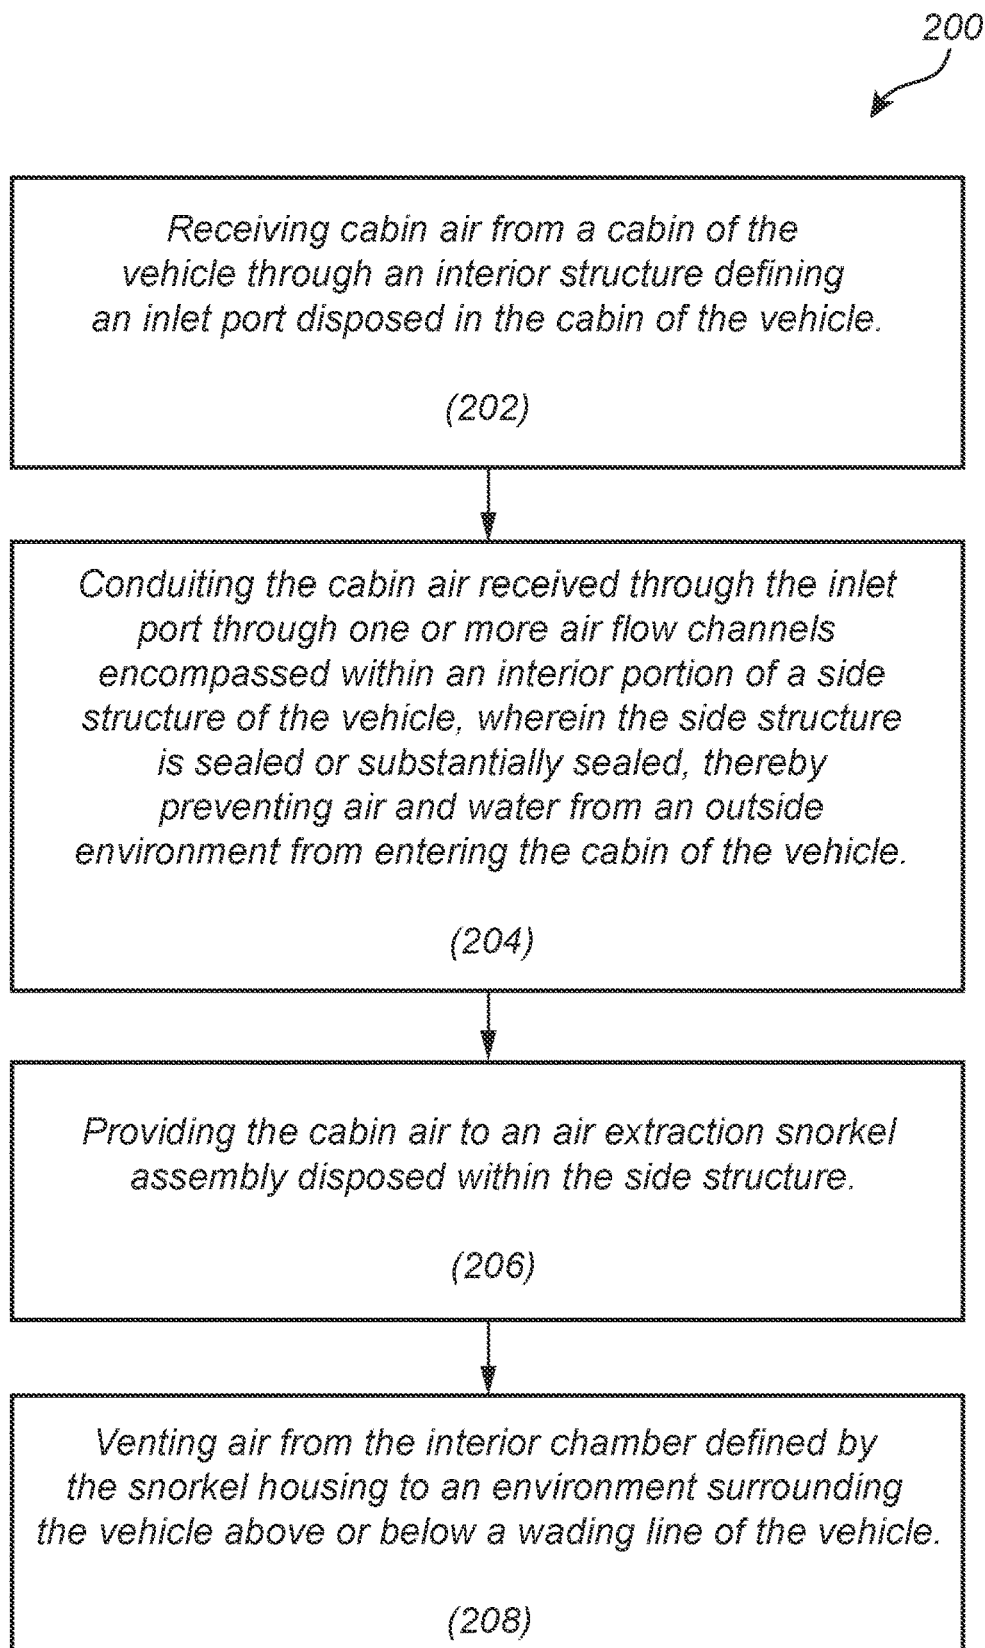 200
Receiving cabin air from a cabin of the
vehicle through an interior structure defining
an inlet port disposed in the cabin of the vehicle.
(202)
Conduiting the cabin air received through the inlet
port through one or more air flow channels
encompassed within an interior portion of a side
structure of the vehicle, wherein the side structure
is sealed or substantially sealed, thereby
preventing air and water from an outside
environment from entering the cabin of the vehicle.
(204)
Providing the cabin air to an air extraction snorkel
assembly disposed within the side structure.
(206)
Venting air from the interior chamber defined by
the snorkel housing to an environment surrounding
the vehicle above or below a wading line of the vehicle.
(208)